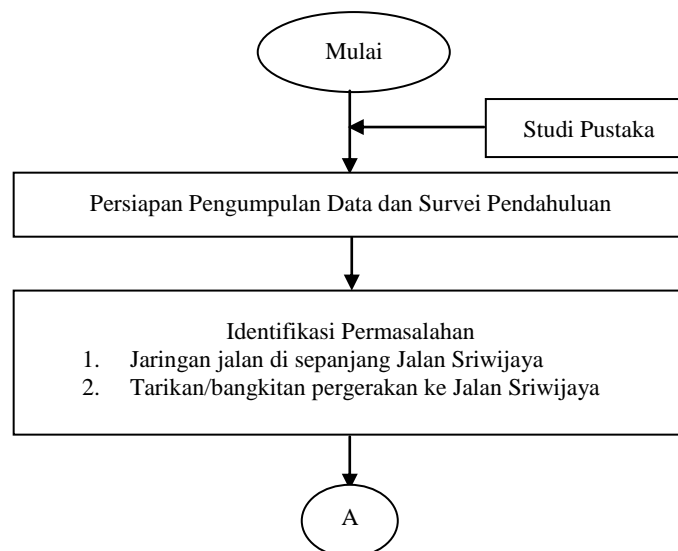 Mulai
Studi Pustaka
Persiapan Pengumpulan Data dan Survei Pendahuluan
Identifikasi Permasalahan
1. Jaringan jalan di sepanjang Jalan Sriwijaya
2. Tarikan/bangkitan pergerakan ke Jalan Sriwijaya
A